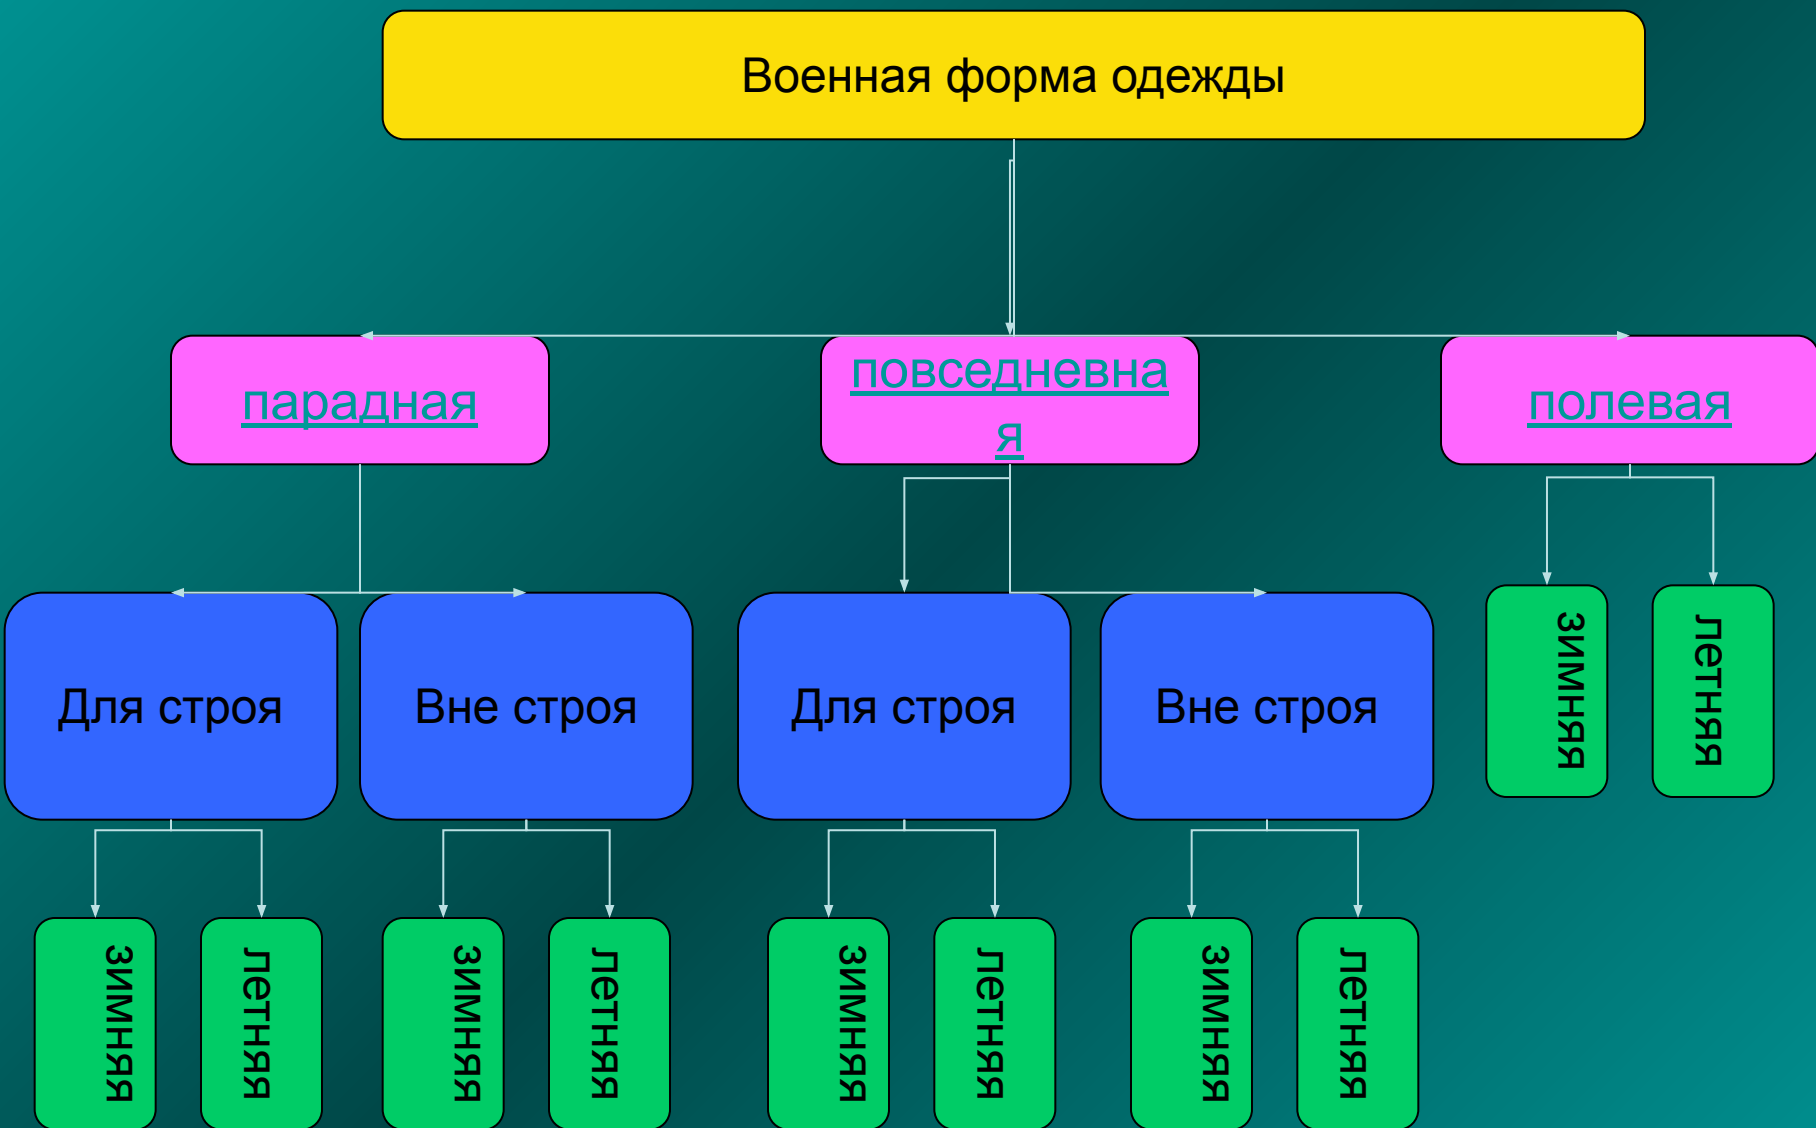 Военная форма одежды
парадная
повседневна
я
полевая
Для строя
Вне строя
Для строя
Вне строя
зимняя
летняя
зимняя
летняя
зимняя
летняя
зимняя
летняя
зимняя
летняя